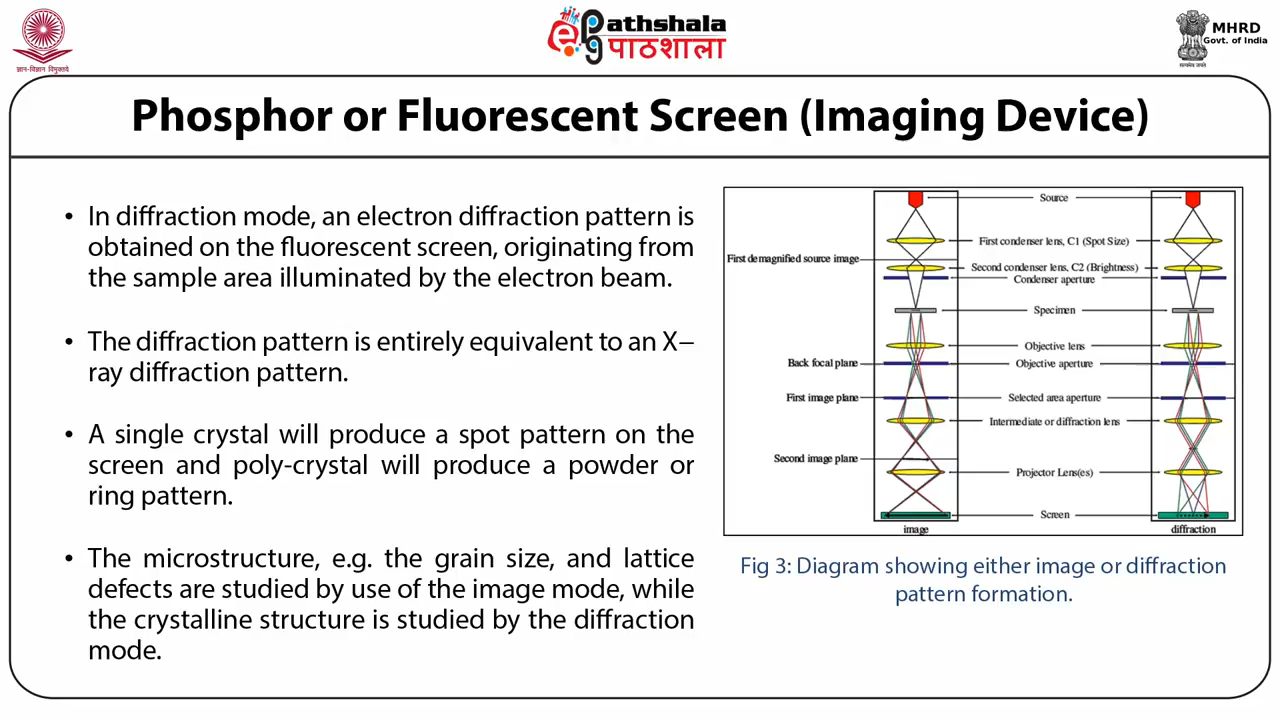 ज्ञान-विज्ञान विमुक्तये
epathshala
पाठशाला
MHRD
Govt. of India
सत्यमेव जयते
Phosphor or Fluorescent Screen (Imaging Device)
• In diffraction mode, an electron diffraction pattern is
obtained on the fluorescent screen, originating from
the sample area illuminated by the electron beam.
• The diffraction pattern is entirely equivalent to an X–
ray diffraction pattern.
• A single crystal will produce a spot pattern on the
screen and poly-crystal will produce a powder or
ring pattern.
• The microstructure, e.g. the grain size, and lattice
defects are studied by use of the image mode, while
the crystalline structure is studied by the diffraction
mode.
Source
First condenser lens, C1 (Spot Size)
First demagnified source image
Second condenser lens, C2 (Brightness)
Condenser aperture
Specimen
Objective lens
Back focal plane
Objective aperture
First image plane
Selected area aperture
Intermediate or diffraction lens
Second image plane
Projector Lens(es)
Screen
image
diffraction
Fig 3: Diagram showing either image or diffraction
pattern formation.